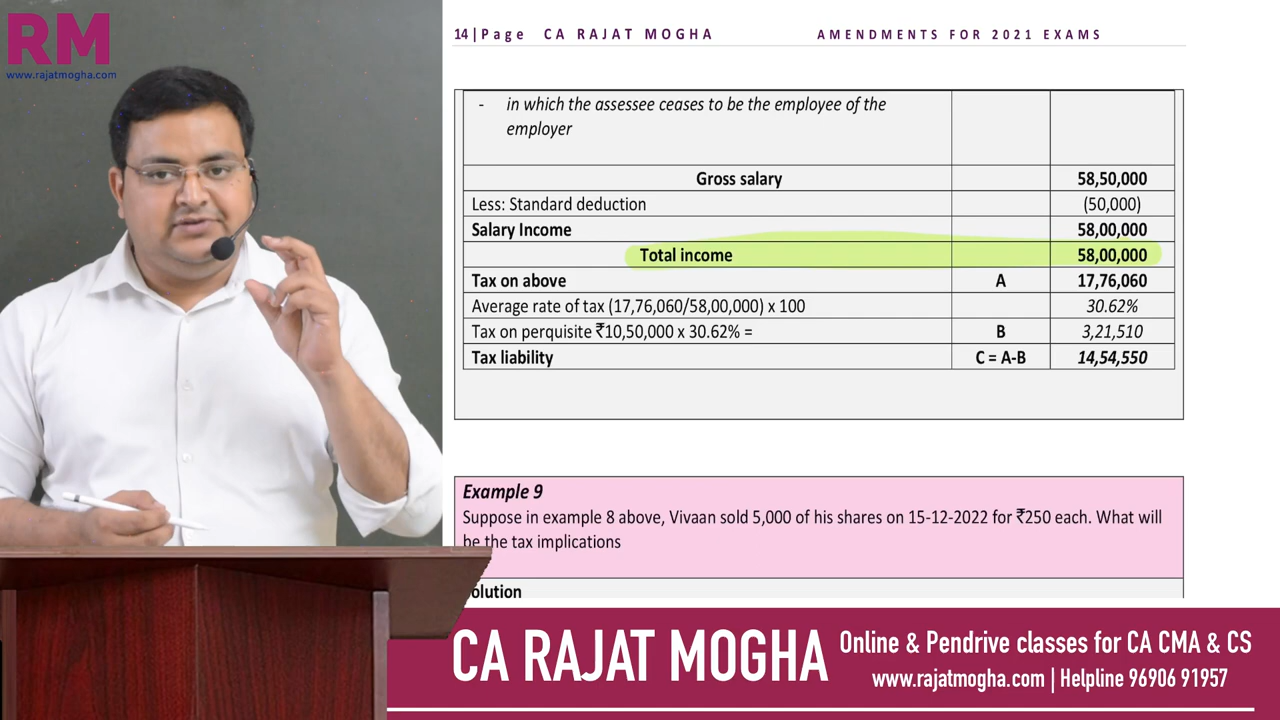 RM
www.rajatmogha.com
14|Page CA RAJAT MOGHA AMENDMENTS FOR 2021 EXAMS
- in which the assessee ceases to be the employee of the
employer
Gross salary 58,50,000
Less: Standard deduction (50,000)
Salary Income 58,00,000
Total income 58,00,000
Tax on above A 17,76,060
Average rate of tax (17,76,060/58,00,000) x 100 30.62%
Tax on perquisite ₹10,50,000 x 30.62% = B 3,21,510
Tax liability C = A-B 14,54,550
Example 9
Suppose in example 8 above, Vivaan sold 5,000 of his shares on 15-12-2022 for ₹250 each. What will
be the tax implications
olution
CA RAJAT MOGHA
Online & Pendrive classes for CA CMA & CS
www.rajatmogha.com | Helpline 96906 91957